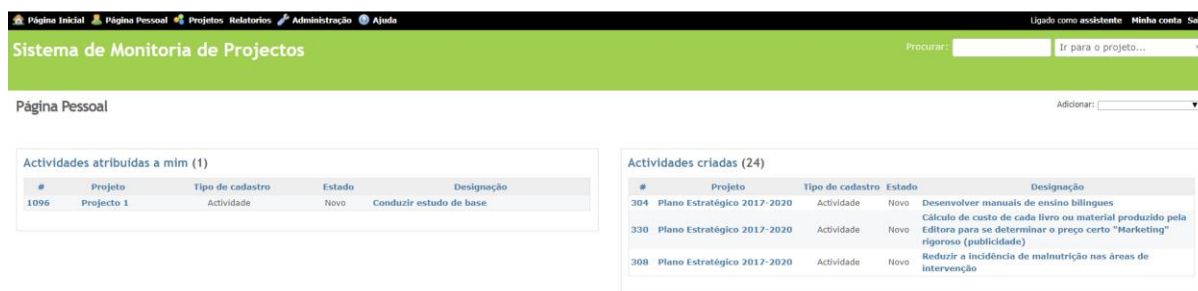 Página Inicial Página Pessoal Projetos Relatorios Administração Ajuda
Ligado como assistente Minha conta
Sistema de Monitoria de Projectos
Procurar: Ir para o projeto...
Página Pessoal
Adicionar:
Actividades atribuídas a mim (1)
# Projeto Tipo de cadastro Estado Designação
1096 Projecto 1 Actividade Novo Conduzir estudo de base
Actividades criadas (24)
# Projeto Tipo de cadastro Estado Designação
304 Plano Estratégico 2017-2020 Actividade Novo Desenvolver manuais de ensino bilingues
Cálculo de custo de cada livro ou material produzido pela
330 Plano Estratégico 2017-2020 Actividade Novo Editora para se determinar o preço certo "Marketing"
rigoroso (publicidade)
308 Plano Estratégico 2017-2020 Actividade Novo Reduzir a incidência de malnutrição nas áreas de
intervenção